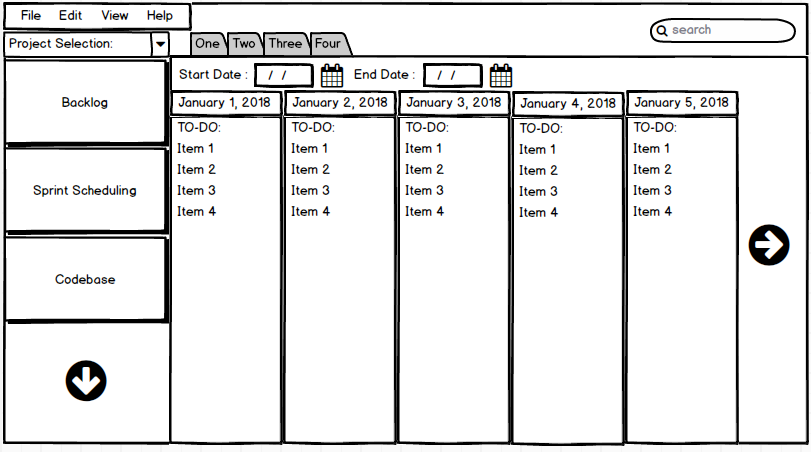 File Edit View Help
Project Selection:
One Two Three Four
search
Start Date : / / End Date : / /
Backlog
Sprint Scheduling
Codebase
January 1, 2018
TO-DO:
Item 1
Item 2
Item 3
Item 4
January 2, 2018
TO-DO:
Item 1
Item 2
Item 3
Item 4
January 3, 2018
TO-DO:
Item 1
Item 2
Item 3
Item 4
January 4, 2018
TO-DO:
Item 1
Item 2
Item 3
Item 4
January 5, 2018
TO-DO:
Item 1
Item 2
Item 3
Item 4